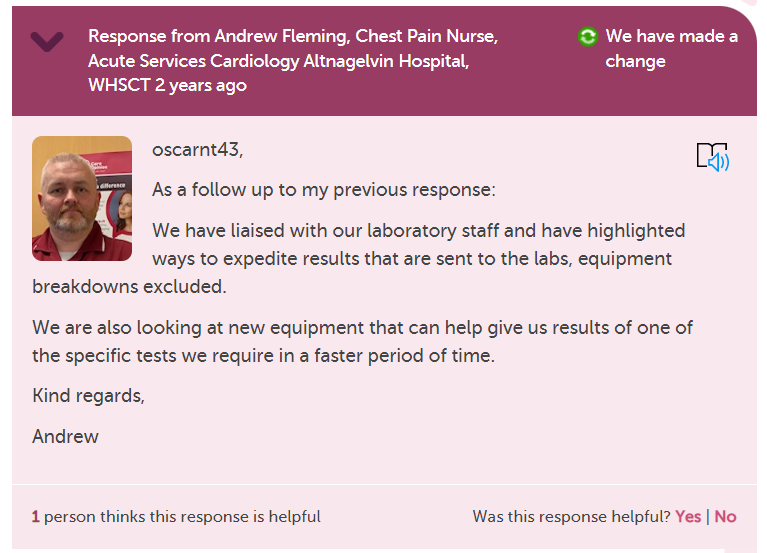 Response from Andrew Fleming, Chest Pain Nurse,
Acute Services Cardiology Altnagelvin Hospital,
WHSCT 2 years ago
We have made a
change
oscarnt43,
As a follow up to my previous response:
We have liaised with our laboratory staff and have highlighted
ways to expedite results that are sent to the labs, equipment
breakdowns excluded.
We are also looking at new equipment that can help give us results of one of
the specific tests we require in a faster period of time.
Kind regards,
Andrew
1 person thinks this response is helpful
Was this response helpful? Yes | No